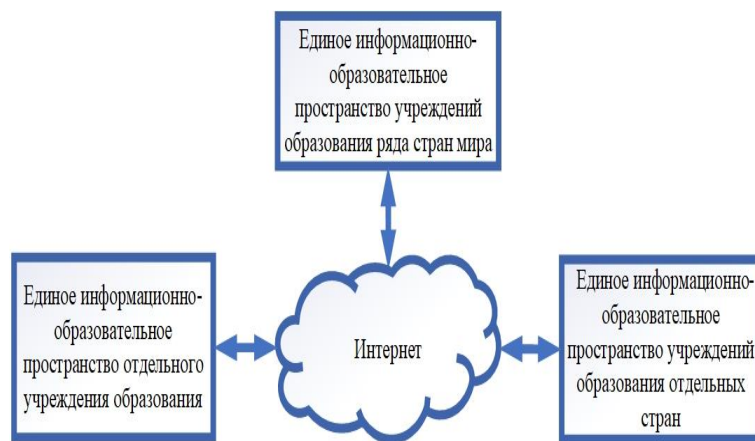 Единое информационно-
образовательное
пространство учреждений
образования ряда стран мира
Единое информационно-
образовательное
пространство отдельного
учреждения образования
Интернет
Единое информационно-
образовательное
пространство учреждений
образования отдельных
стран